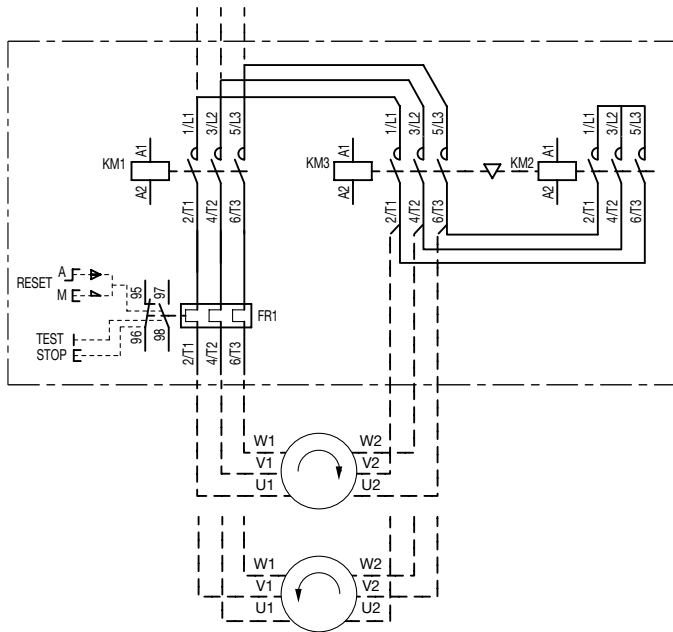 1/L1 3/L2 5/L3
1/L1 3/L2 5/L3
1/L1 3/L2 5/L3
KM1 A1 A2
KM3 A1 A2
KM2 A1 A2
2/T1 4/T2 6/T3
2/T1 4/T2 6/T3
2/T1 4/T2 6/T3
RESET A M
95 97
96 98
TEST
STOP
FR1
2/T1 4/T2 6/T3
W1 W2
V1 V2
U1 U2
W1 W2
V1 V2
U1 U2